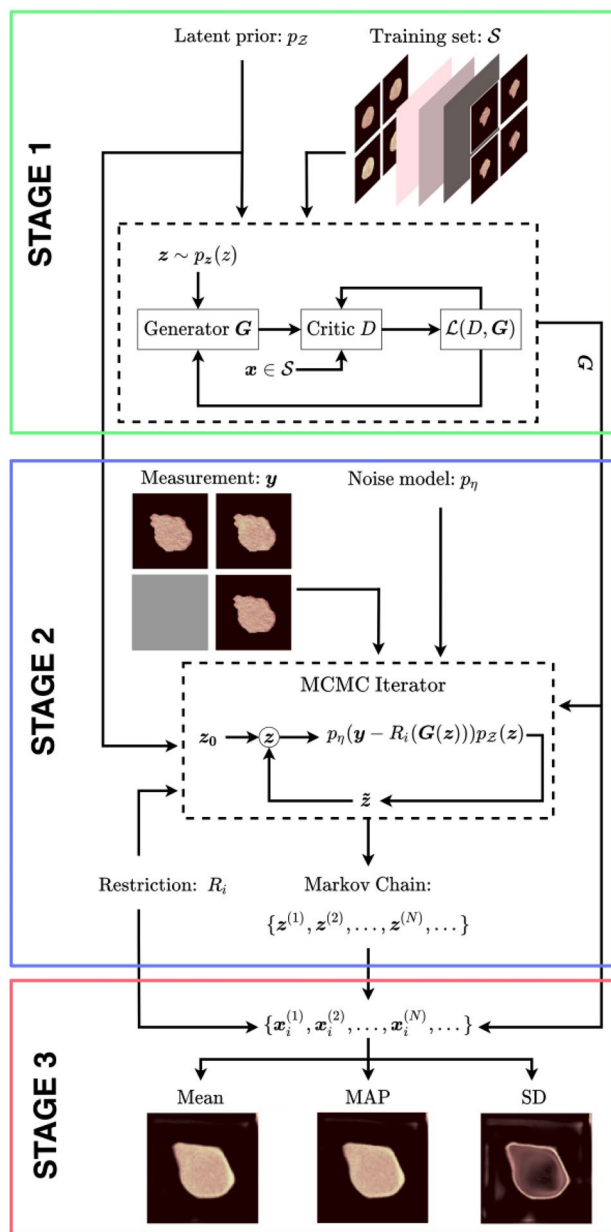 STAGE 1
Latent prior: p_𝒵
Training set: 𝒮
z ∼ p_z(z)
Generator G
Critic D
ℒ(D, G)
x ∈ 𝒮
G
STAGE 2
Measurement: y
Noise model: p_η
MCMC Iterator
z_0
z
p_η(y − R_i(G(z)))p_𝒵(z)
z̃
Restriction: R_i
Markov Chain:
{z^(1), z^(2), . . . , z^(N), . . . }
STAGE 3
{x_i^(1), x_i^(2), . . . , x_i^(N), . . . }
Mean
MAP
SD